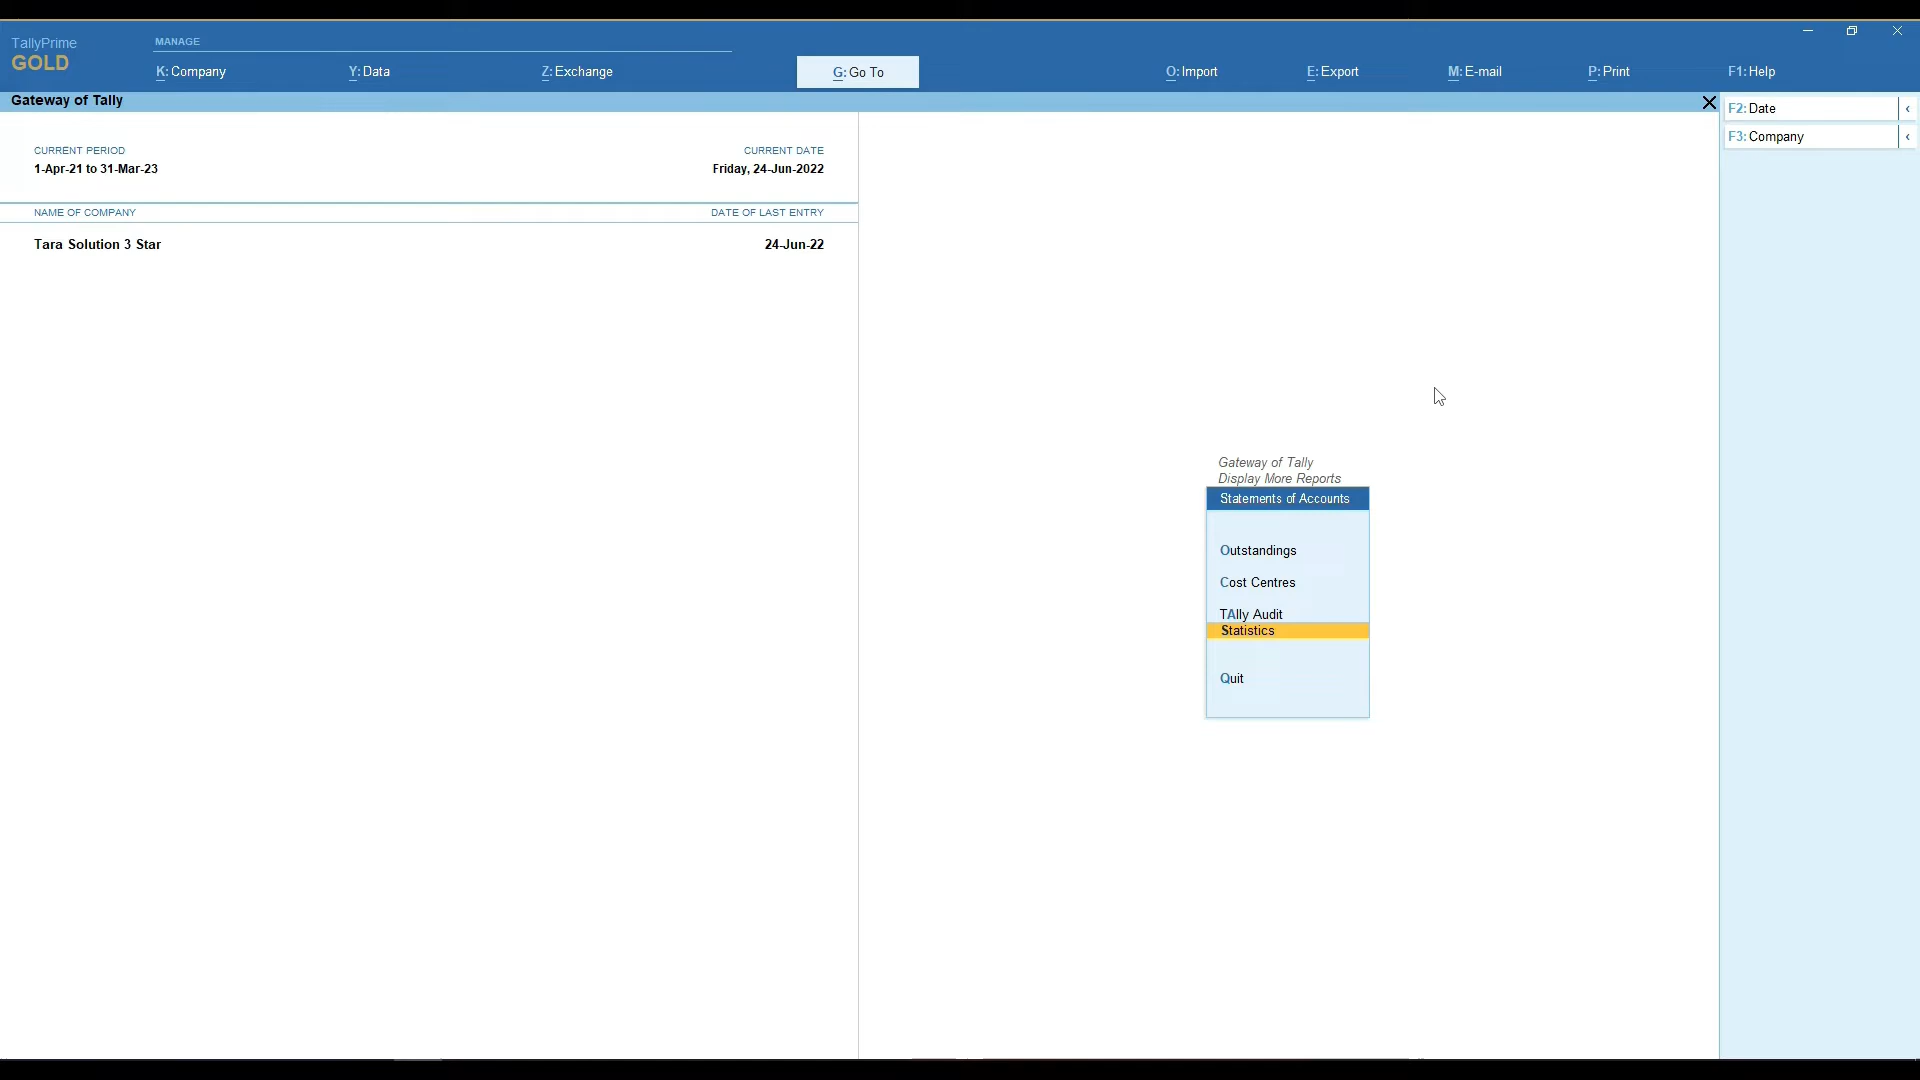 TallyPrime
GOLD
MANAGE
K: Company
Y: Data
Z: Exchange
G: Go To
O: Import
E: Export
M: E-mail
P: Print
F1: Help
Gateway of Tally
F2: Date
F3: Company
CURRENT PERIOD
CURRENT DATE
1-Apr-21 to 31-Mar-23
Friday, 24-Jun-2022
NAME OF COMPANY
DATE OF LAST ENTRY
Tara Solution 3 Star
24-Jun-22
Gateway of Tally
Display More Reports
Statements of Accounts
Outstandings
Cost Centres
TAlly Audit
Statistics
Quit